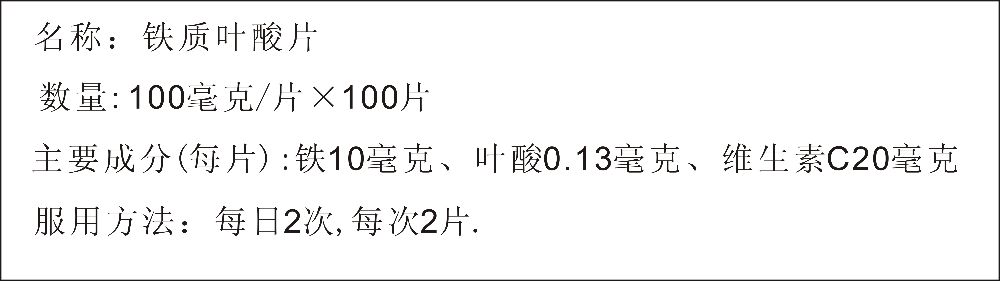 名称：铁质叶酸片
数量:100毫克/片×100片
主要成分(每片):铁10毫克、叶酸0.13毫克、维生素C20毫克
服用方法：每日2次,每次2片.